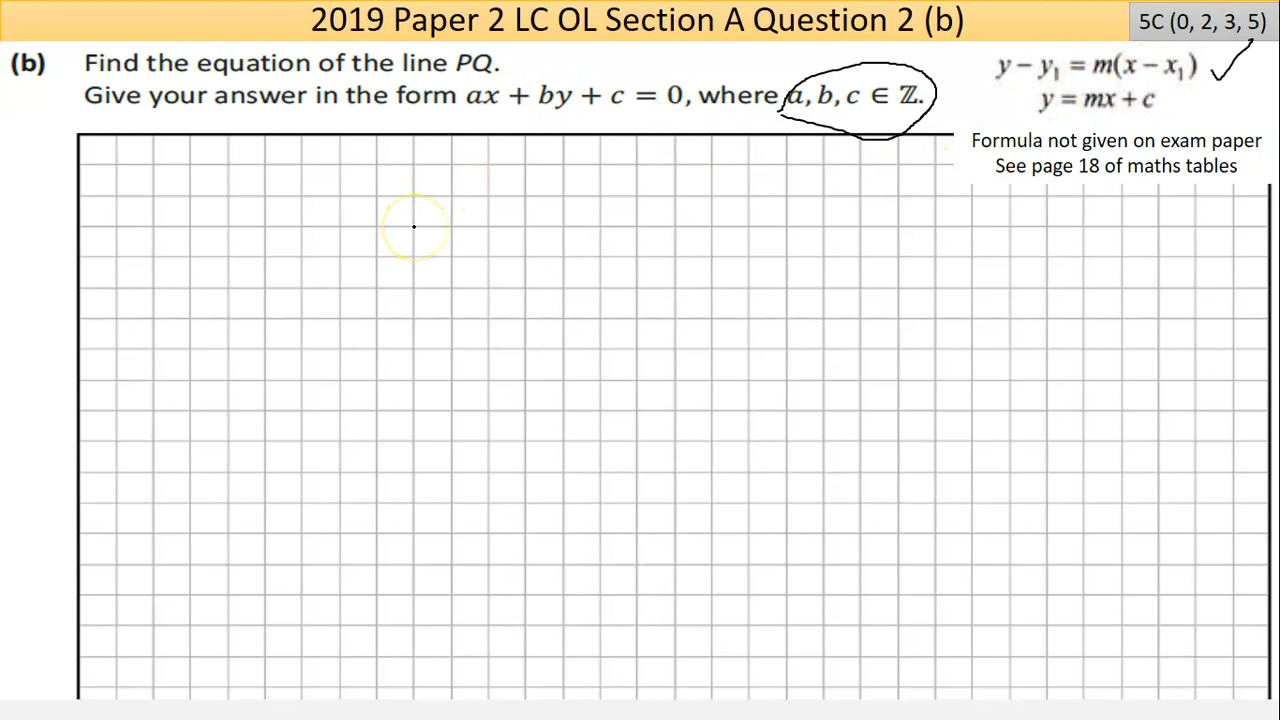 2019 Paper 2 LC OL Section A Question 2 (b)
5C (0, 2, 3, 5)
(b) Find the equation of the line PQ.
Give your answer in the form ax + by + c = 0, where a, b, c ∈ ℤ.
y − y₁ = m(x − x₁)
y = mx + c
Formula not given on exam paper
See page 18 of maths tables